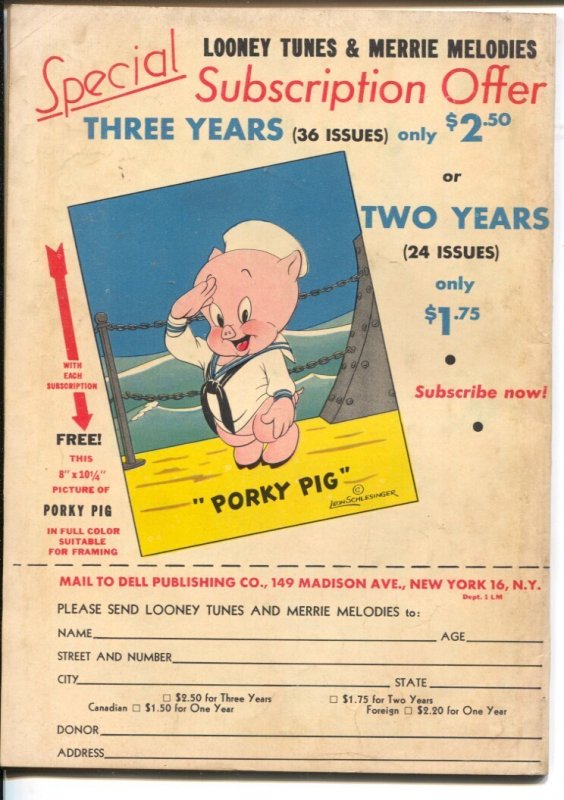 Special
LOONEY TUNES & MERRIE MELODIES
Subscription Offer
THREE YEARS (36 ISSUES) only $2.50
or
TWO YEARS
(24 ISSUES)
only
$1.75
Subscribe now!
WITH
EACH
SUBSCRIPTION
FREE!
THIS
8" x 10¼"
PICTURE OF
PORKY PIG
IN FULL COLOR
SUITABLE
FOR FRAMING
"PORKY PIG"
©
LEON SCHLESINGER
MAIL TO DELL PUBLISHING CO., 149 MADISON AVE., NEW YORK 16, N.Y.
Dept. 1 LM
PLEASE SEND LOONEY TUNES AND MERRIE MELODIES to:
NAME AGE
STREET AND NUMBER
CITY STATE
$2.50 for Three Years $1.75 for Two Years
Canadian $1.50 for One Year Foreign $2.20 for One Year
DONOR
ADDRESS